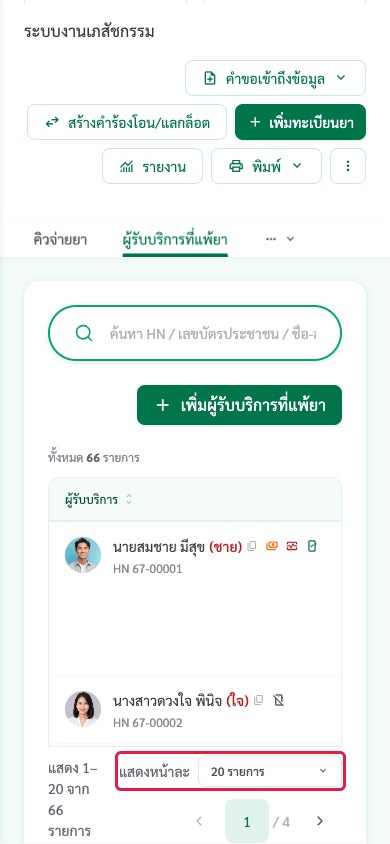 ระบบงานเภสัชกรรม
คำขอเข้าถึงข้อมูล
สร้างคำร้องโอน/แลกล็อต
+ เพิ่มทะเบียนยา
รายงาน
พิมพ์
คิวจ่ายยา
ผู้รับบริการที่แพ้ยา
ค้นหา HN / เลขบัตรประชาชน / ชื่อ-
+ เพิ่มผู้รับบริการที่แพ้ยา
ทั้งหมด 66 รายการ
ผู้รับบริการ
นายสมชาย มีสุข (ชาย)
HN 67-00001
นางสาวดวงใจ พินิจ (ใจ)
HN 67-00002
แสดง 1–
20 จาก
66
รายการ
แสดงหน้าละ 20 รายการ
1 / 4